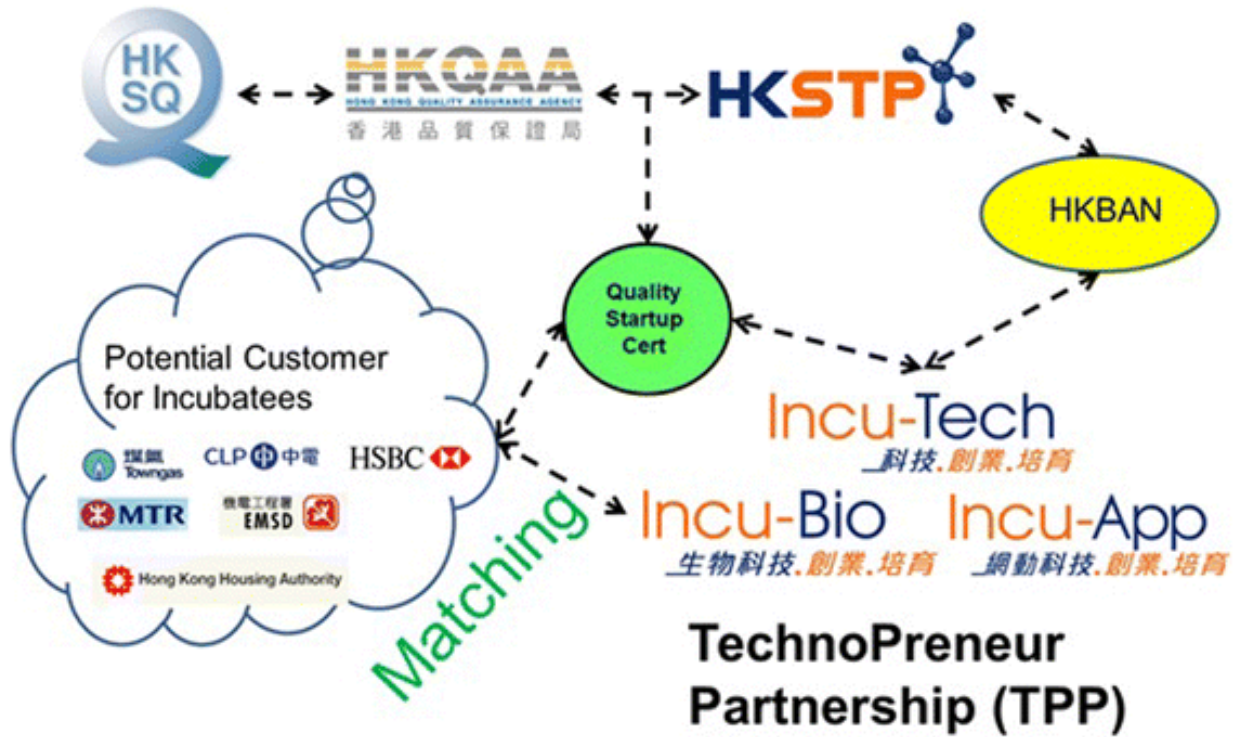 HK
SQ
HKQAA
HONG KONG QUALITY ASSURANCE AGENCY
香港品質保證局
HKSTP
HKBAN
Quality
Startup
Cert
Potential Customer
for Incubatees
煤氣
Towngas
CLP 中電
HSBC
MTR
機電工程署
EMSD
Hong Kong Housing Authority
Matching
Incu-Tech
科技.創業.培育
Incu-Bio
生物科技.創業.培育
Incu-App
網動科技.創業.培育
TechnoPreneur
Partnership (TPP)